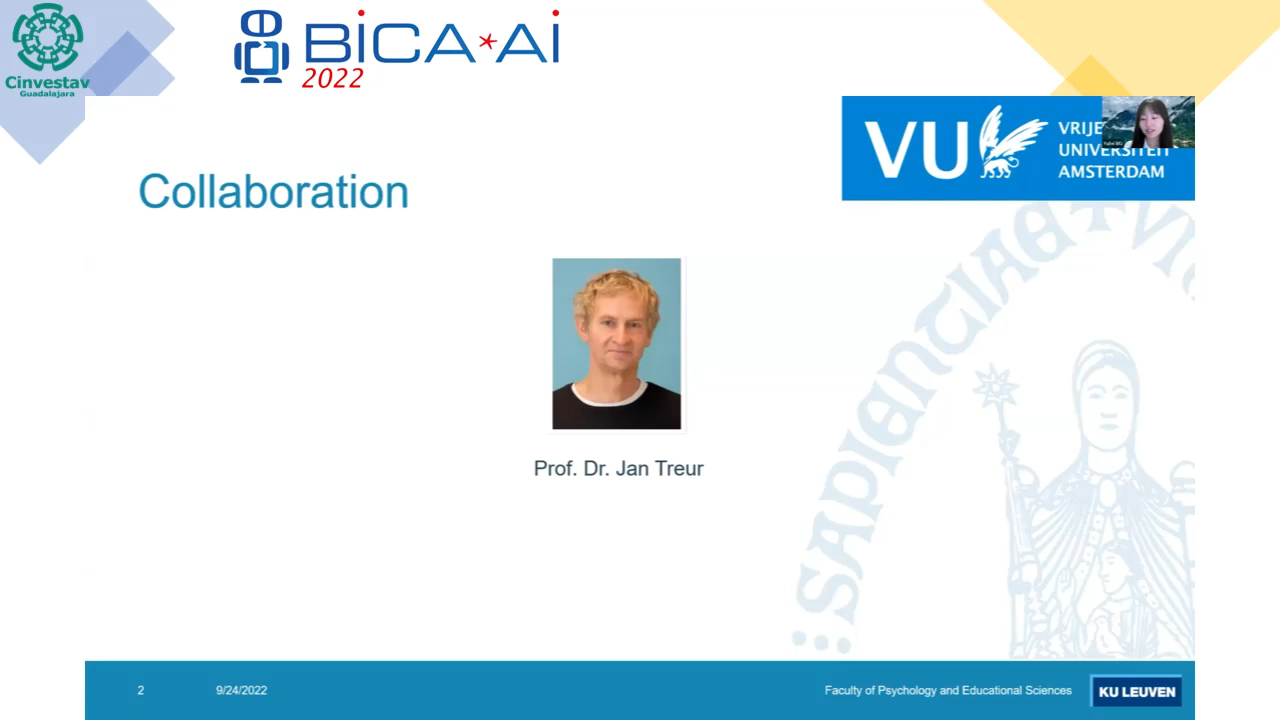 Cinvestav
Guadalajara
BiCA*Ai
2022
VU
VRIJE
UNIVERSITEIT
AMSTERDAM
Collaboration
SAPIENTIAE
Prof. Dr. Jan Treur
2
9/24/2022
Faculty of Psychology and Educational Sciences
KU LEUVEN